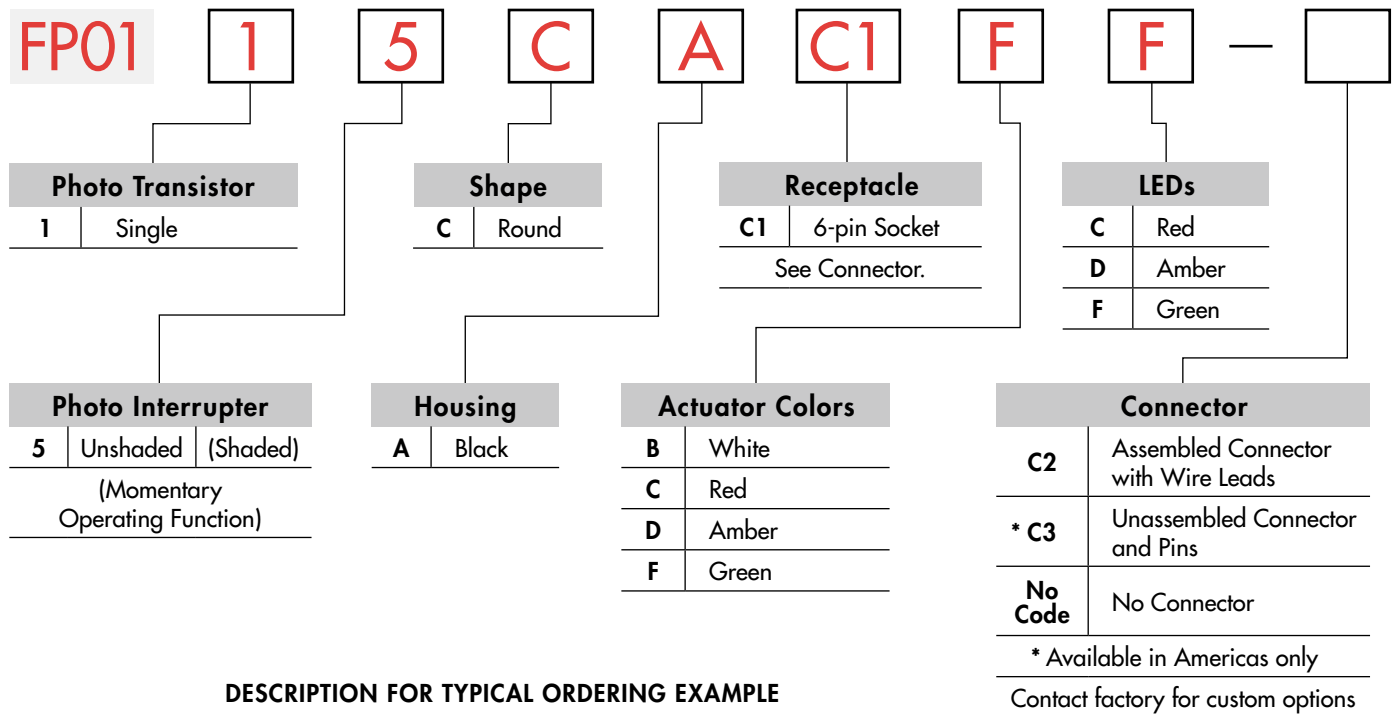 FP01 1 5 C A C1 F F —
Photo Transistor
1 Single
Shape
C Round
Receptacle
C1 6-pin Socket
See Connector.
LEDs
C Red
D Amber
F Green
Photo Interrupter
5 Unshaded (Shaded)
(Momentary
Operating Function)
Housing
A Black
Actuator Colors
B White
C Red
D Amber
F Green
Connector
C2 Assembled Connector
with Wire Leads
* C3 Unassembled Connector
and Pins
No
Code No Connector
* Available in Americas only
Contact factory for custom options
DESCRIPTION FOR TYPICAL ORDERING EXAMPLE